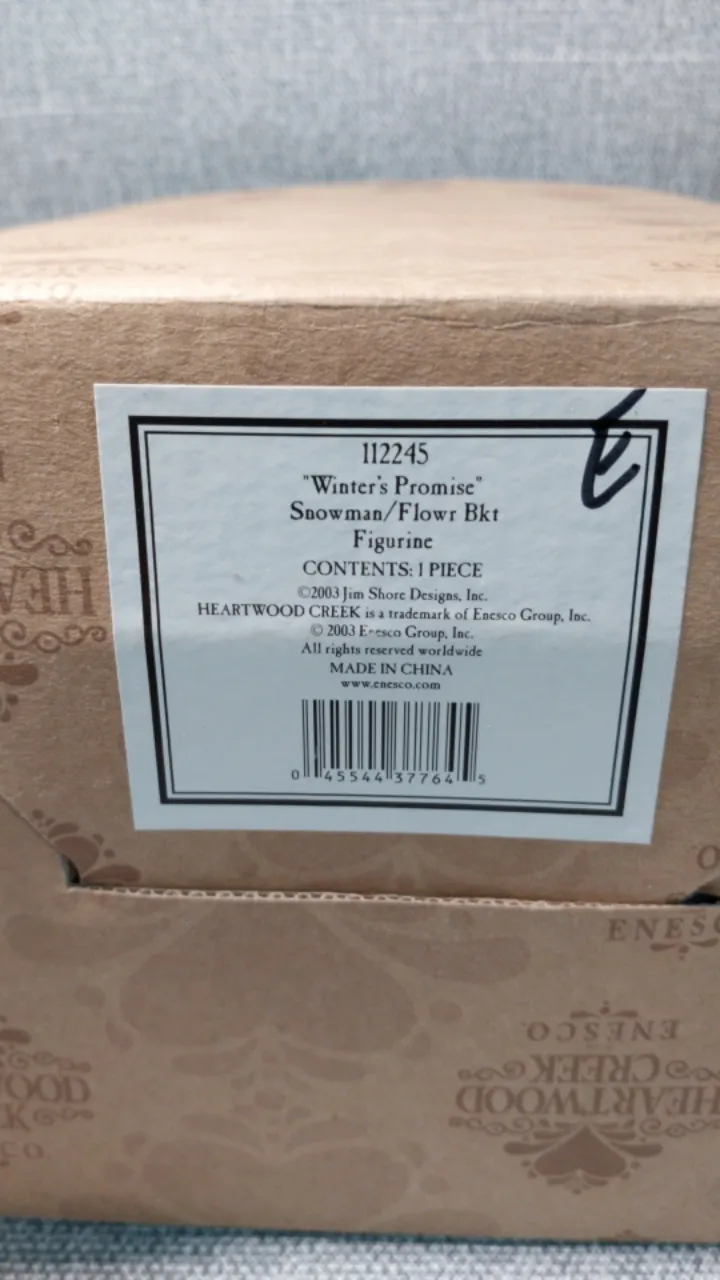 112245
"Winter's Promise"
Snowman/Flowr Bkt
Figurine
CONTENTS: 1 PIECE
©2003 Jim Shore Designs, Inc.
HEARTWOOD CREEK is a trademark of Enesco Group, Inc.
© 2003 Enesco Group, Inc.
All rights reserved worldwide
MADE IN CHINA
www.enesco.com
0 45544 37764 5
ENESCO
HEARTWOOD
CREEK
ENESCO.